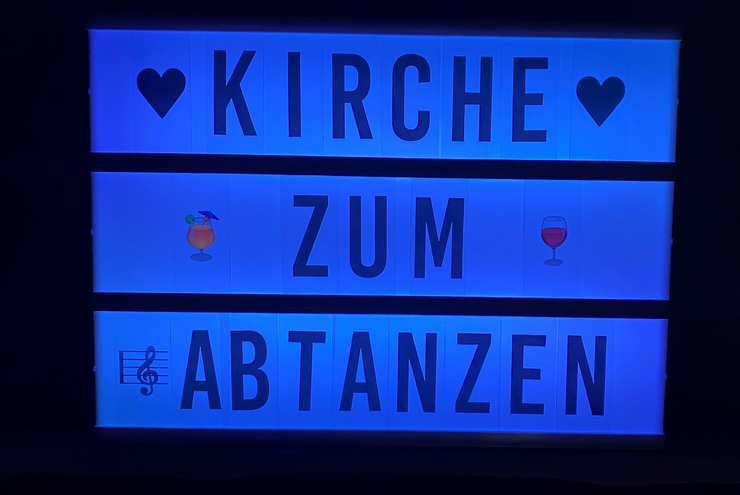 ♥ KIRCHE ♥
ZUM
ABTANZEN